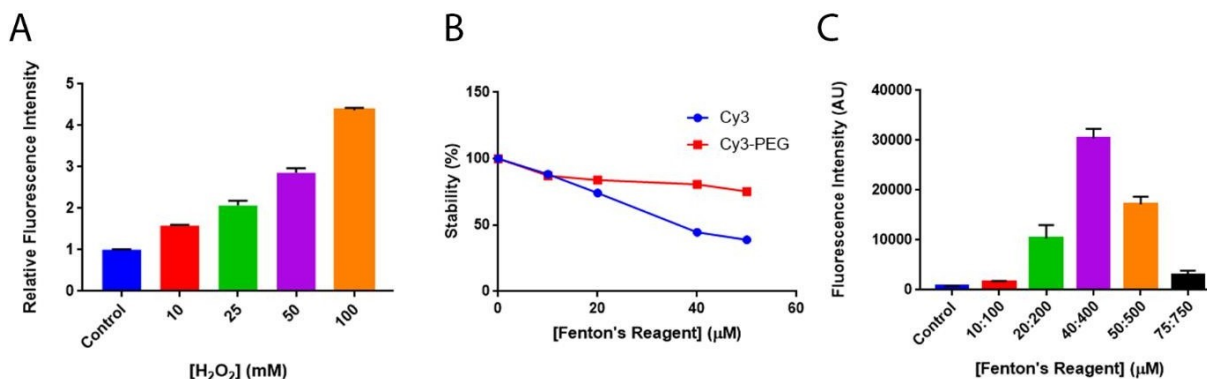 A
Relative Fluorescence Intensity
5
4
3
2
1
0
Control
10
25
50
100
[H₂O₂] (mM)
B
Stability (%)
150
100
50
0
Cy3
Cy3-PEG
0
20
40
60
[Fenton's Reagent] (μM)
C
Fluorescence Intensity (AU)
40000
30000
20000
10000
0
Control
10:100
20:200
40:400
50:500
75:750
[Fenton's Reagent] (μM)